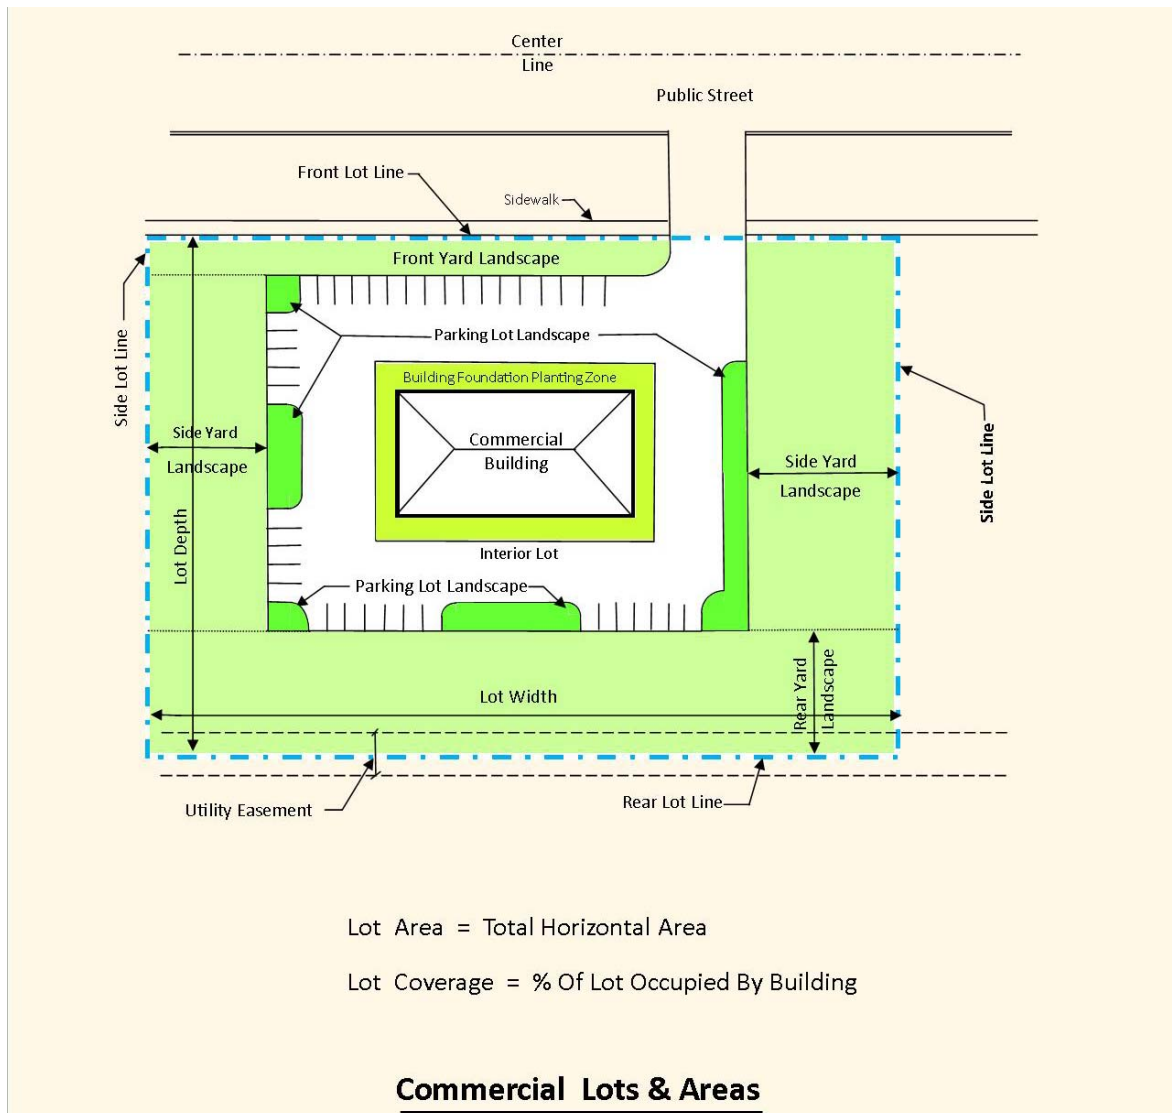 Center
Line
Public Street
Front Lot Line
Sidewalk
Front Yard Landscape
Side Lot Line
Parking Lot Landscape
Building Foundation Planting Zone
Side Yard
Landscape
Commercial
Building
Side Yard
Landscape
Side Lot Line
Lot Depth
Interior Lot
Parking Lot Landscape
Rear Yard
Landscape
Lot Width
Utility Easement
Rear Lot Line
Lot Area = Total Horizontal Area
Lot Coverage = % Of Lot Occupied By Building
Commercial Lots & Areas